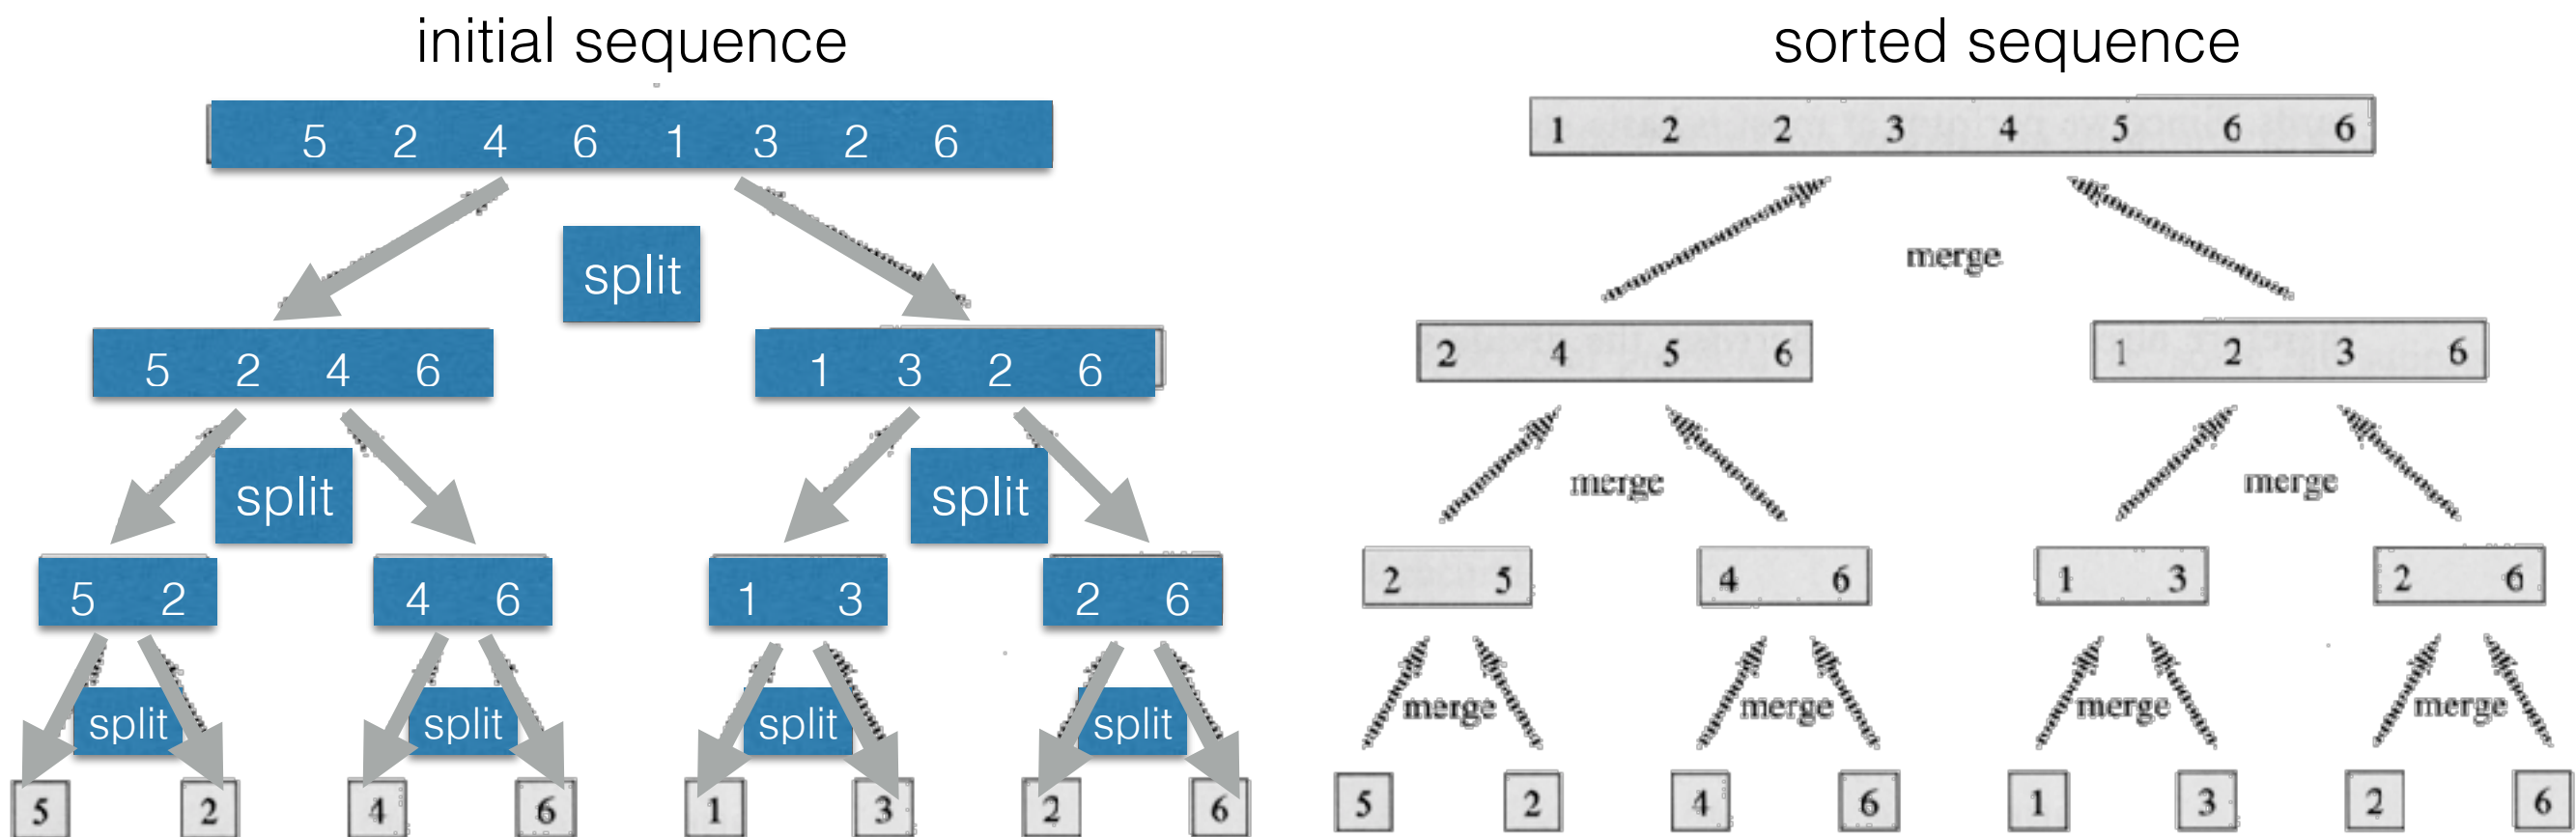 initial sequence
5 2 4 6 1 3 2 6
split
5 2 4 6
1 3 2 6
split
split
5 2
4 6
1 3
2 6
split
split
split
split
5
2
4
6
1
3
2
6
sorted sequence
1 2 2 3 4 5 6 6
merge
2 4 5 6
1 2 3 6
merge
merge
2 5
4 6
1 3
2 6
merge
merge
merge
merge
5
2
4
6
1
3
2
6